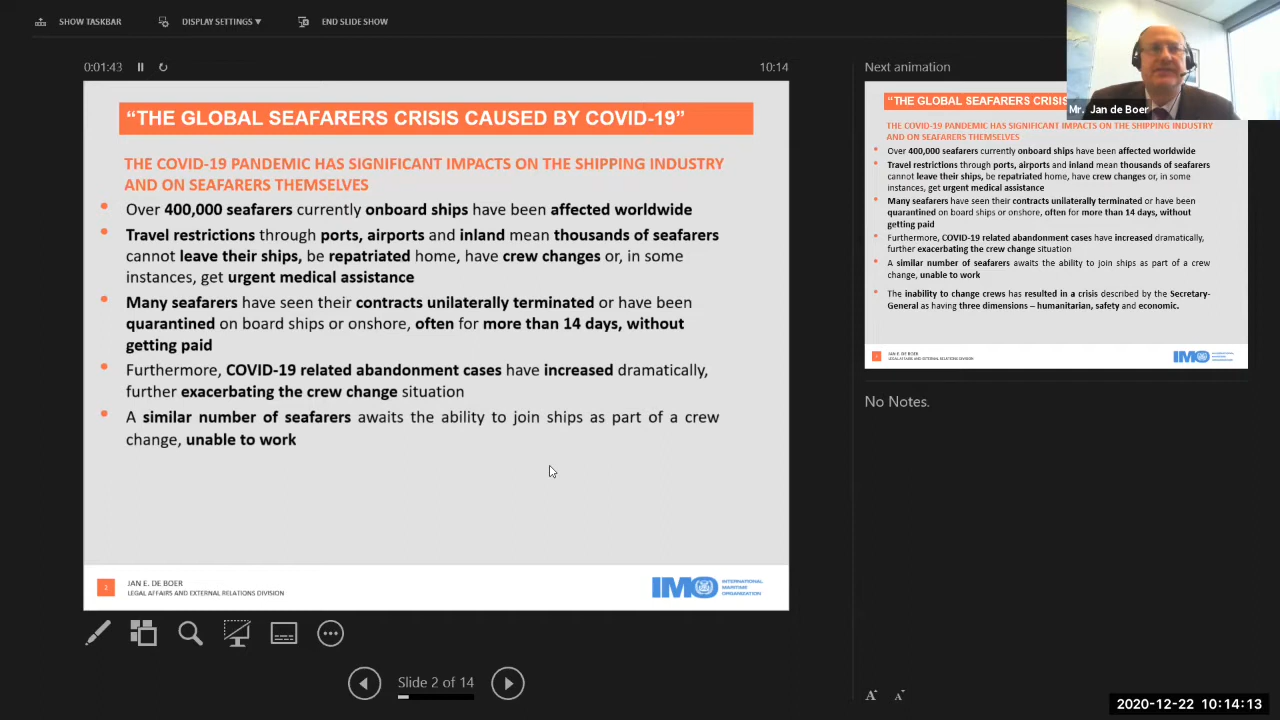 SHOW TASKBAR
DISPLAY SETTINGS ▼
END SLIDE SHOW
0:01:43
10:14
“THE GLOBAL SEAFARERS CRISIS CAUSED BY COVID-19”
THE COVID-19 PANDEMIC HAS SIGNIFICANT IMPACTS ON THE SHIPPING INDUSTRY
AND ON SEAFARERS THEMSELVES
• Over 400,000 seafarers currently onboard ships have been affected worldwide
• Travel restrictions through ports, airports and inland mean thousands of seafarers
cannot leave their ships, be repatriated home, have crew changes or, in some
instances, get urgent medical assistance
• Many seafarers have seen their contracts unilaterally terminated or have been
quarantined on board ships or onshore, often for more than 14 days, without
getting paid
• Furthermore, COVID-19 related abandonment cases have increased dramatically,
further exacerbating the crew change situation
• A similar number of seafarers awaits the ability to join ships as part of a crew
change, unable to work
2
JAN E. DE BOER
LEGAL AFFAIRS AND EXTERNAL RELATIONS DIVISION
IMO
INTERNATIONAL
MARITIME
ORGANIZATION
Slide 2 of 14
Next animation
Mr. Jan de Boer
“THE GLOBAL SEAFARERS CRISIS
THE COVID-19 PANDEMIC HAS SIGNIFICANT IMPACTS ON THE SHIPPING INDUSTRY
AND ON SEAFARERS THEMSELVES
• Over 400,000 seafarers currently onboard ships have been affected worldwide
• Travel restrictions through ports, airports and inland mean thousands of seafarers
cannot leave their ships, be repatriated home, have crew changes or, in some
instances, get urgent medical assistance
• Many seafarers have seen their contracts unilaterally terminated or have been
quarantined on board ships or onshore, often for more than 14 days, without
getting paid
• Furthermore, COVID-19 related abandonment cases have increased dramatically,
further exacerbating the crew change situation
• A similar number of seafarers awaits the ability to join ships as part of a crew
change, unable to work
• The inability to change crews has resulted in a crisis described by the Secretary-
General as having three dimensions – humanitarian, safety and economic.
2
JAN E. DE BOER
LEGAL AFFAIRS AND EXTERNAL RELATIONS DIVISION
IMO
INTERNATIONAL
MARITIME
ORGANIZATION
No Notes.
A A
2020-12-22 10:14:13